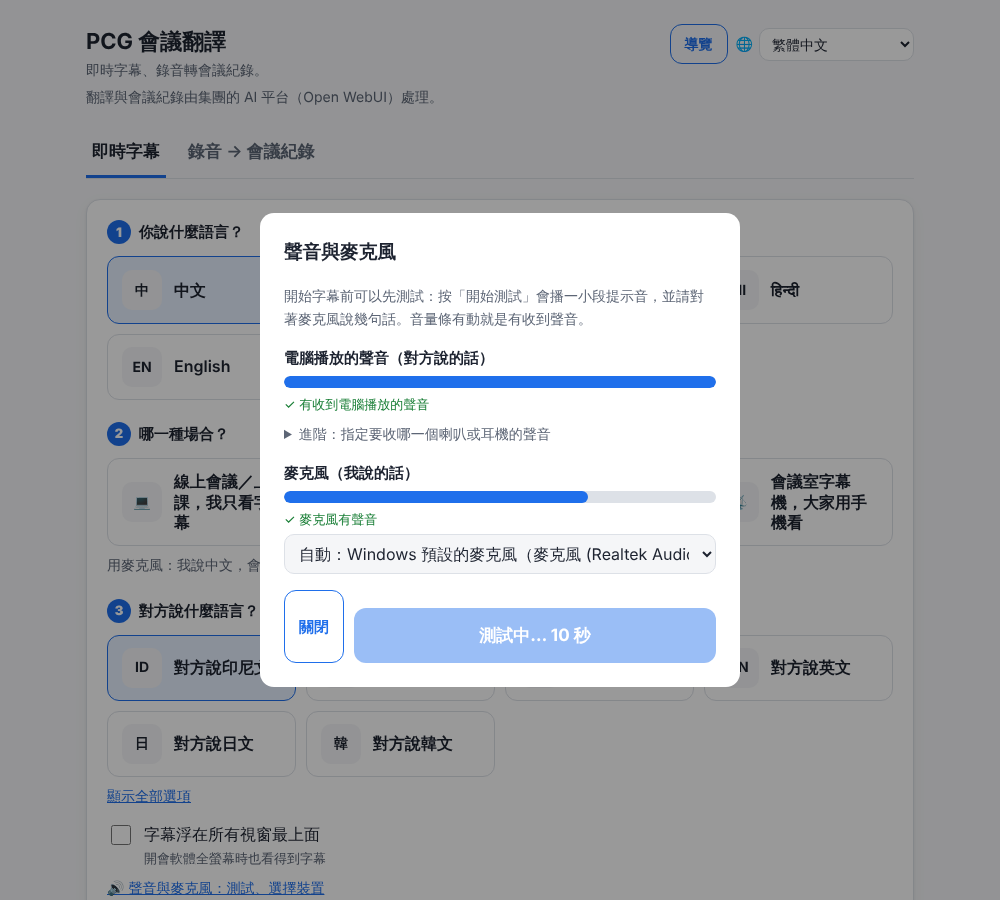 PCG 會議翻譯
導覽
🌐
繁體中文
即時字幕、錄音轉會議紀錄。
翻譯與會議紀錄由集團的 AI 平台（Open WebUI）處理。
即時字幕
錄音 → 會議紀錄
1 你說什麼語言？
中 中文
हिन्दी
EN English
2 哪一種場合？
線上會議／
課，我只看
幕
會議室字幕
機，大家用手
機看
用麥克風：我說中文，會
3 對方說什麼語言？
ID 對方說印尼
對方說英文
日 對方說日文
韓 對方說韓文
顯示全部選項
字幕浮在所有視窗最上面
開會軟體全螢幕時也看得到字幕
🔊 聲音與麥克風：測試、選擇裝置
聲音與麥克風
開始字幕前可以先測試：按「開始測試」會播一小段提示音，並請對
著麥克風說幾句話。音量條有動就是有收到聲音。
電腦播放的聲音（對方說的話）
✓ 有收到電腦播放的聲音
▶ 進階：指定要收哪一個喇叭或耳機的聲音
麥克風（我說的話）
✓ 麥克風有聲音
自動：Windows 預設的麥克風（麥克風 (Realtek Audio
關閉
測試中… 10 秒